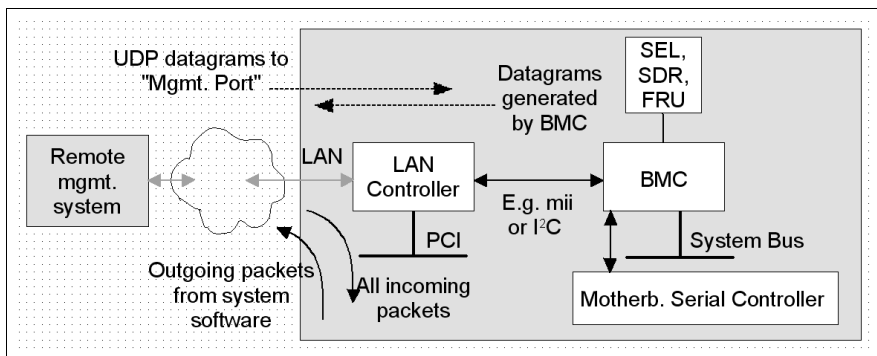 UDP datagrams to
"Mgmt. Port"
Datagrams
generated
by BMC
SEL,
SDR,
FRU
Remote
mgmt.
system
LAN
LAN
Controller
BMC
E.g. mii
or I²C
PCI
System Bus
Outgoing packets
from system
software
All incoming
packets
Motherb. Serial Controller